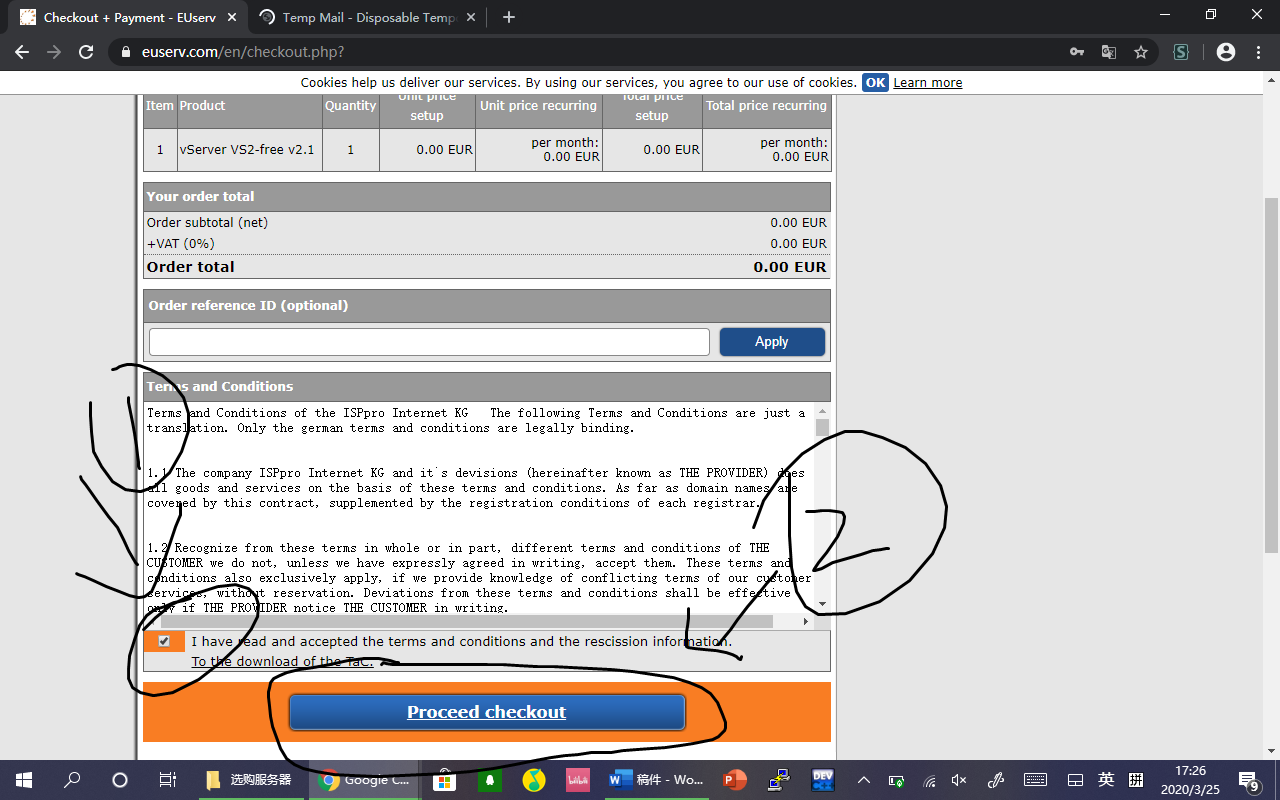 Checkout + Payment - EUserv
Temp Mail - Disposable Temp
euserv.com/en/checkout.php?
Cookies help us deliver our services. By using our services, you agree to our use of cookies. OK Learn more
Item Product Quantity Unit price setup Unit price recurring Total price setup Total price recurring
1 vServer VS2-free v2.1 1 0.00 EUR per month: 0.00 EUR 0.00 EUR per month: 0.00 EUR
Your order total
Order subtotal (net) 0.00 EUR
+VAT (0%) 0.00 EUR
Order total 0.00 EUR
Order reference ID (optional)
Apply
Terms and Conditions
Terms and Conditions of the ISPpro Internet KG The following Terms and Conditions are just a
translation. Only the german terms and conditions are legally binding.
1.1 The company ISPpro Internet KG and it's devisions (hereinafter known as THE PROVIDER) does
all goods and services on the basis of these terms and conditions. As far as domain names are
covered by this contract, supplemented by the registration conditions of each registrar.
1.2 Recognize from these terms in whole or in part, different terms and conditions of THE
CUSTOMER we do not, unless we have expressly agreed in writing, accept them. These terms and
conditions also exclusively apply, if we provide knowledge of conflicting terms of our customer
services, without reservation. Deviations from these terms and conditions shall be effective
only if THE PROVIDER notice THE CUSTOMER in writing.
1
2
I have read and accepted the terms and conditions and the rescission information.
To the download of the TaC.
Proceed checkout
选购服务器
Google C...
稿件 - Wo...
DEV
英
拼
17:26
2020/3/25
9